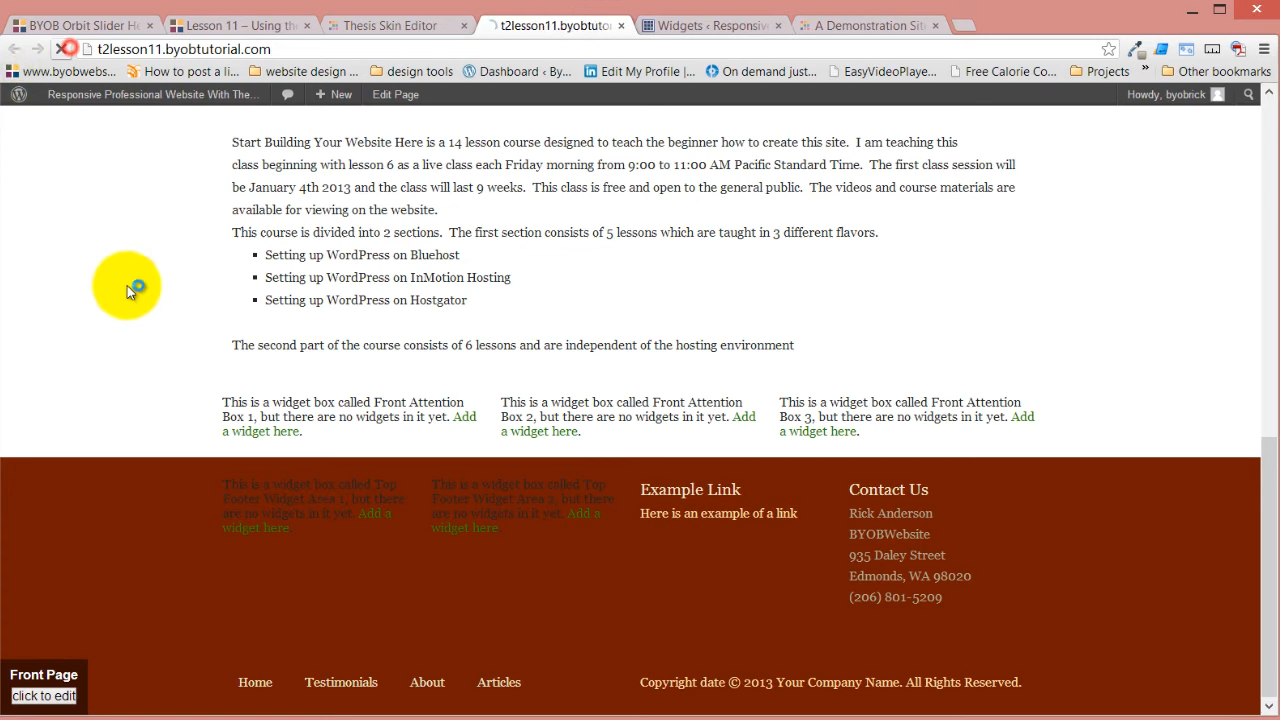 BYOB Orbit Slider He
Lesson 11 – Using th
Thesis Skin Editor
t2lesson11.byobtuto
Widgets ‹ Responsive
A Demonstration Site
t2lesson11.byobtutorial.com
www.byobwebs...
How to post a li...
website design ...
design tools
Dashboard ‹ By...
Edit My Profile |...
On demand just...
EasyVideoPlaye...
Free Calorie Co...
Projects
»
Other bookmarks
Responsive Professional Website With The...
+ New
Edit Page
Howdy, byobrick
Start Building Your Website Here is a 14 lesson course designed to teach the beginner how to create this site. I am teaching this
class beginning with lesson 6 as a live class each Friday morning from 9:00 to 11:00 AM Pacific Standard Time. The first class session will
be January 4th 2013 and the class will last 9 weeks. This class is free and open to the general public. The videos and course materials are
available for viewing on the website.
This course is divided into 2 sections. The first section consists of 5 lessons which are taught in 3 different flavors.
Setting up WordPress on Bluehost
Setting up WordPress on InMotion Hosting
Setting up WordPress on Hostgator
The second part of the course consists of 6 lessons and are independent of the hosting environment
This is a widget box called Front Attention
Box 1, but there are no widgets in it yet. Add
a widget here.
This is a widget box called Front Attention
Box 2, but there are no widgets in it yet. Add
a widget here.
This is a widget box called Front Attention
Box 3, but there are no widgets in it yet. Add
a widget here.
This is a widget box called Top
Footer Widget Area 1, but there
are no widgets in it yet. Add a
widget here.
This is a widget box called Top
Footer Widget Area 2, but there
are no widgets in it yet. Add a
widget here.
Example Link
Here is an example of a link
Contact Us
Rick Anderson
BYOBWebsite
935 Daley Street
Edmonds, WA 98020
(206) 801-5209
Front Page
click to edit
Home
Testimonials
About
Articles
Copyright date © 2013 Your Company Name. All Rights Reserved.